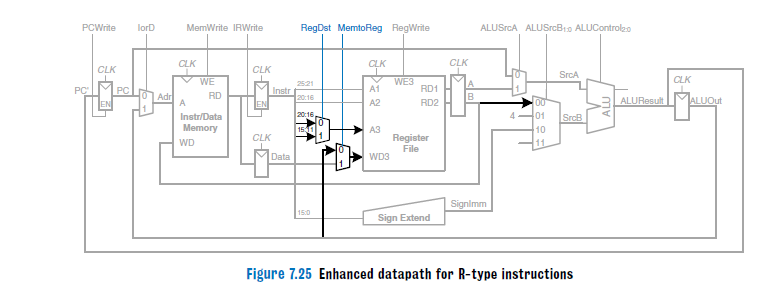 PCWrite IorD MemWrite IRWrite RegDst MemtoReg RegWrite ALUSrcA ALUSrcB1:0 ALUControl2:0
CLK CLK CLK CLK CLK CLK
PC' PC EN 0 1 Adr A WE RD EN Instr 25:21 A1 WE3 RD1 A 0 1 SrcA
Instr/Data
Memory
WD
20:16 A2 RD2 B 00 ALUResult ALUOut
20:16 0
15:11 1 A3 4 01 SrcB ALU
CLK
Data 0 1 WD3 Register
File
10
11
SignImm
15:0 Sign Extend
Figure 7.25 Enhanced datapath for R-type instructions